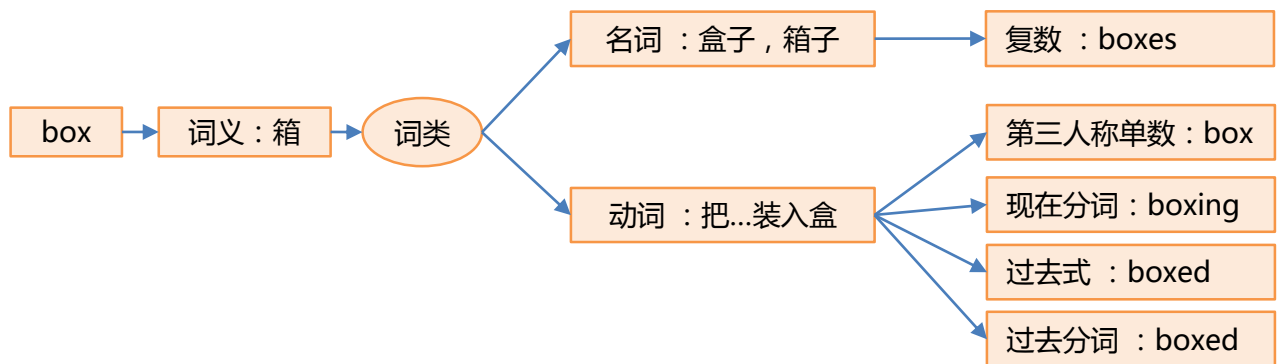 名词 ：盒子，箱子
复数 ：boxes
box
词义：箱
词类
第三人称单数：box
现在分词：boxing
动词 ：把...装入盒
过去式 ：boxed
过去分词 ：boxed